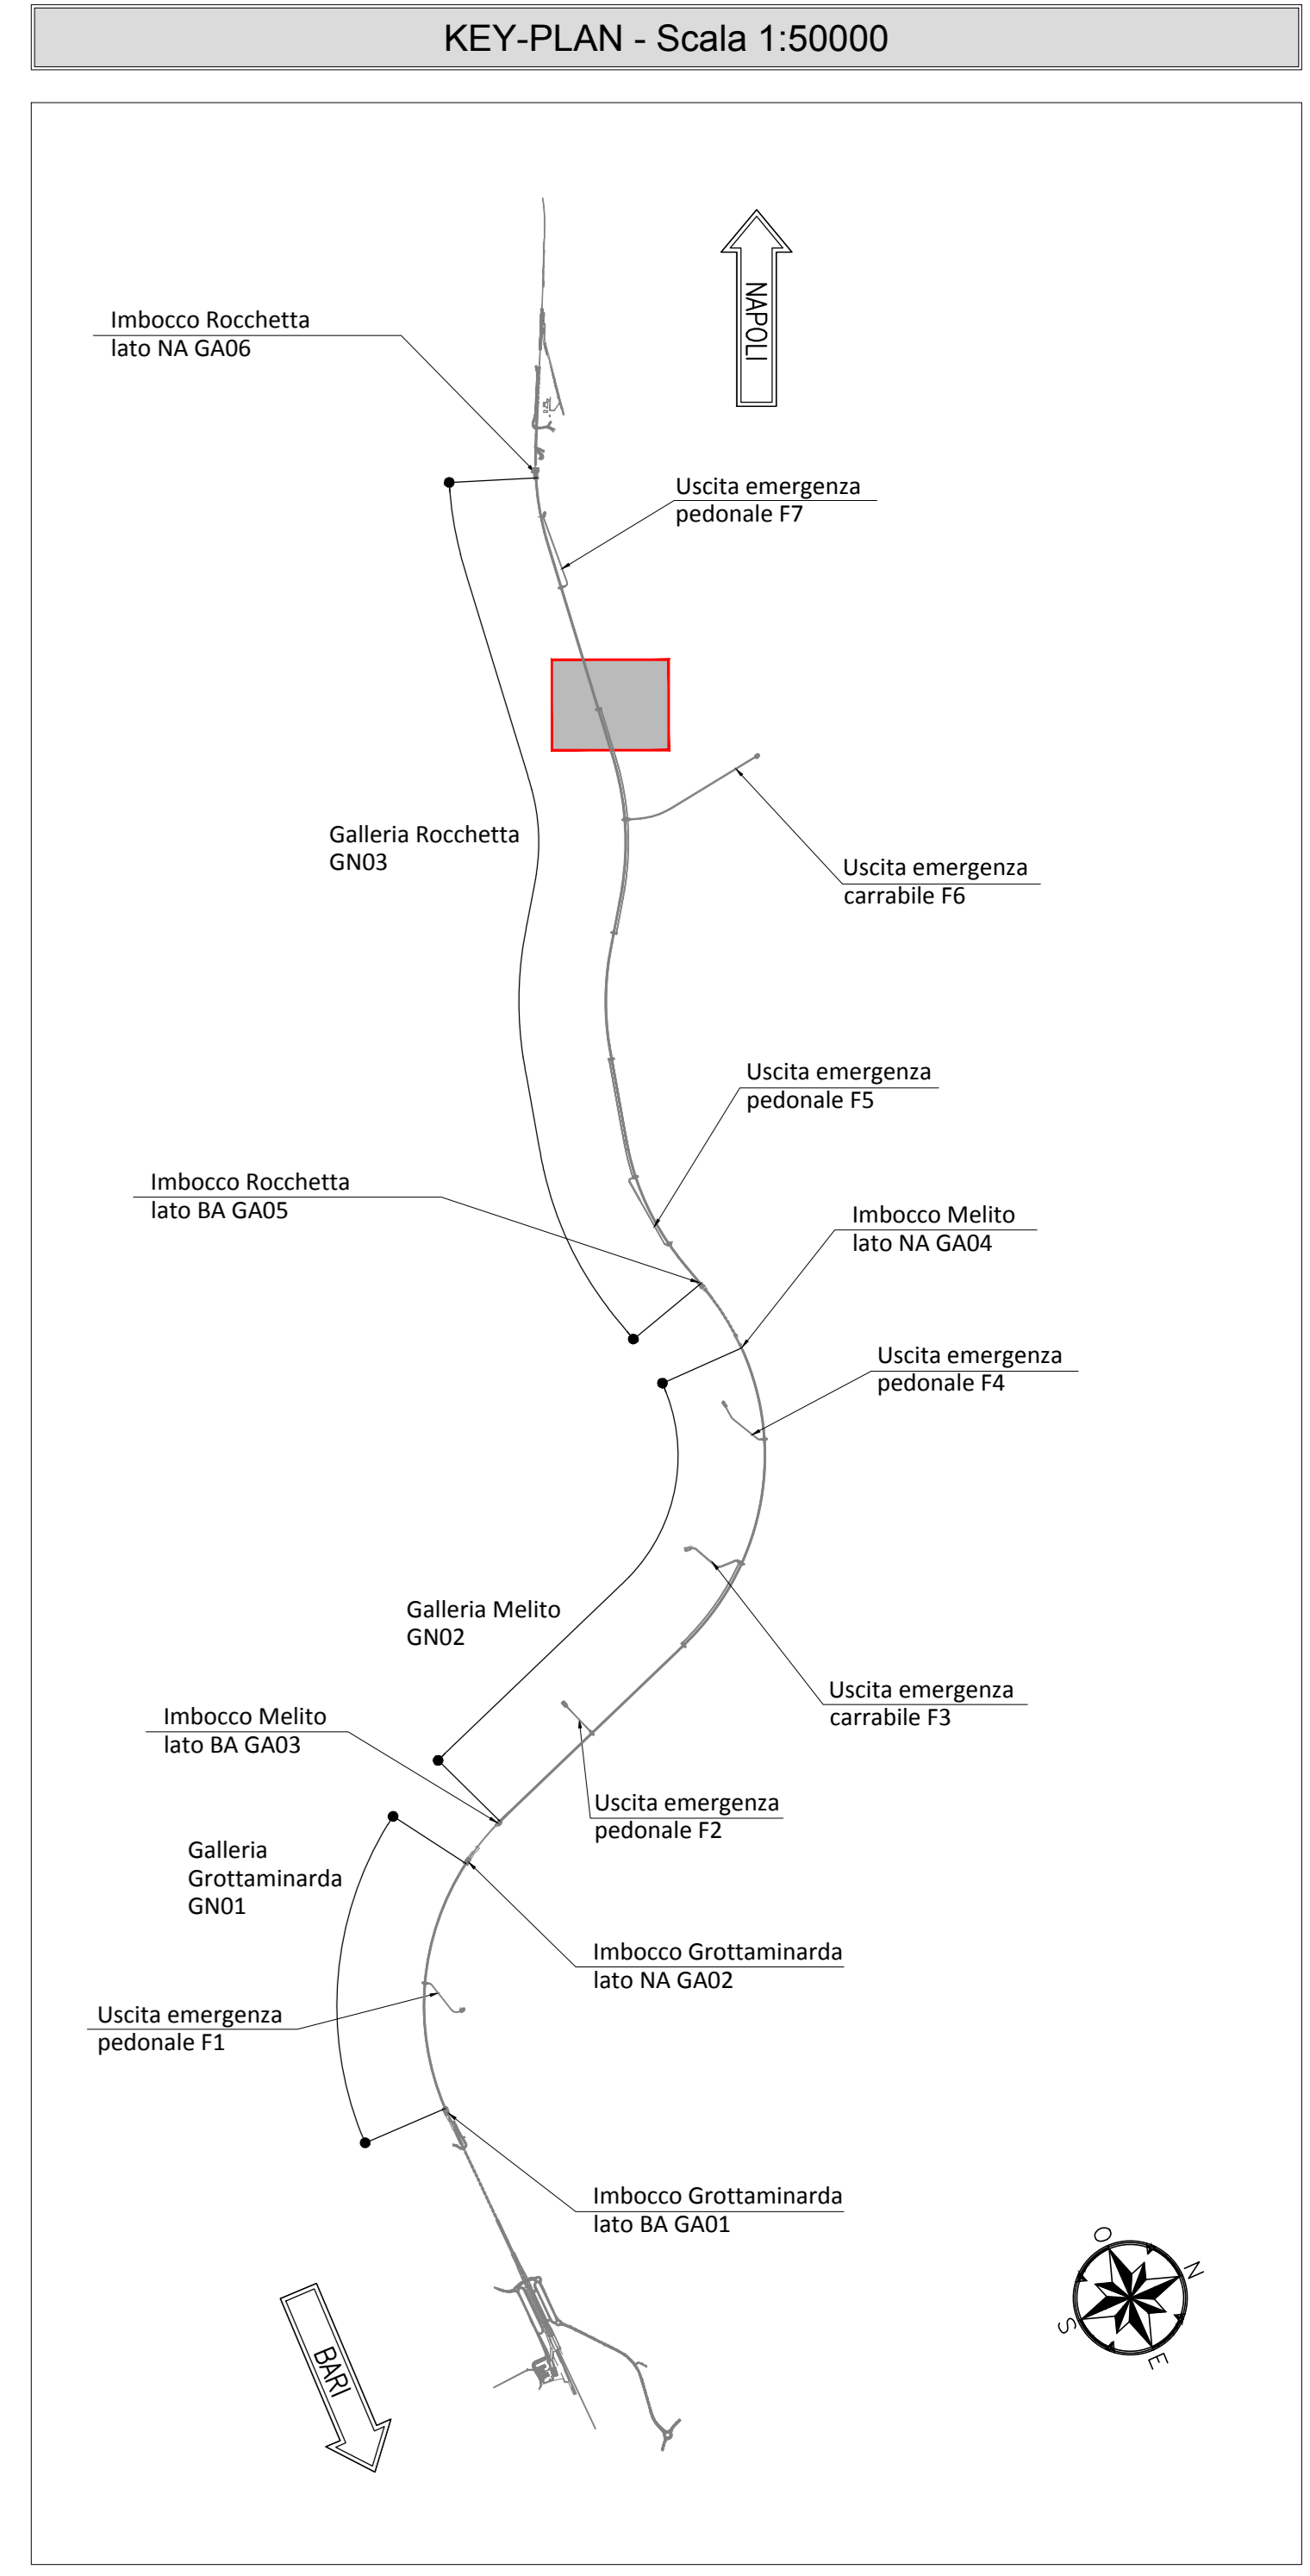 KEY-PLAN - Scala 1:50000
NAPOLI
Imbocco Rocchetta
lato NA GA06
Uscita emergenza
pedonale F7
Galleria Rocchetta
GN03
Uscita emergenza
carrabile F6
Uscita emergenza
pedonale F5
Imbocco Rocchetta
lato BA GA05
Imbocco Melito
lato NA GA04
Uscita emergenza
pedonale F4
Galleria Melito
GN02
Uscita emergenza
carrabile F3
Imbocco Melito
lato BA GA03
Uscita emergenza
pedonale F2
Galleria
Grottaminarda
GN01
Imbocco Grottaminarda
lato NA GA02
Uscita emergenza
pedonale F1
Imbocco Grottaminarda
lato BA GA01
BARI
O
N
S
E